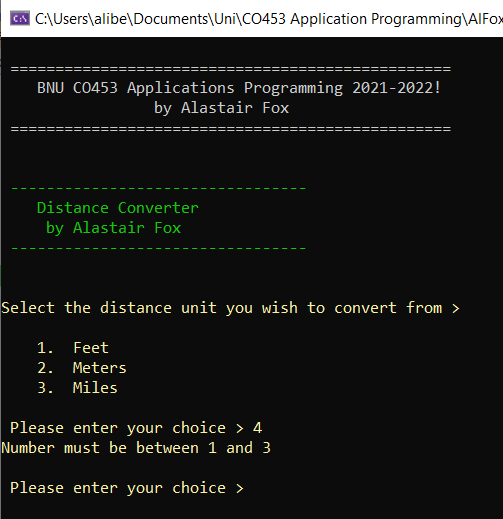 C:\Users\alibe\Documents\Uni\CO453 Application Programming\AlFox
=================================================
BNU CO453 Applications Programming 2021-2022!
by Alastair Fox
=================================================
---------------------------------
Distance Converter
by Alastair Fox
---------------------------------
Select the distance unit you wish to convert from >
1. Feet
2. Meters
3. Miles
Please enter your choice > 4
Number must be between 1 and 3
Please enter your choice >